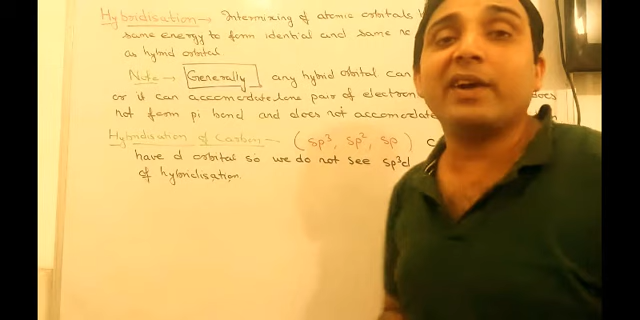 Hybridisation → Intermixing of atomic orbitals
same energy to form idential and same
as hybrid orbital
Note → Generally any hybrid orbital can
or it can accomodate lone pair of electron does
not form pi bond and does not accomodate
Hybridisation of Carbon - (sp³, sp², sp)
have d orbital so we do not see sp³d
of hybridisation.